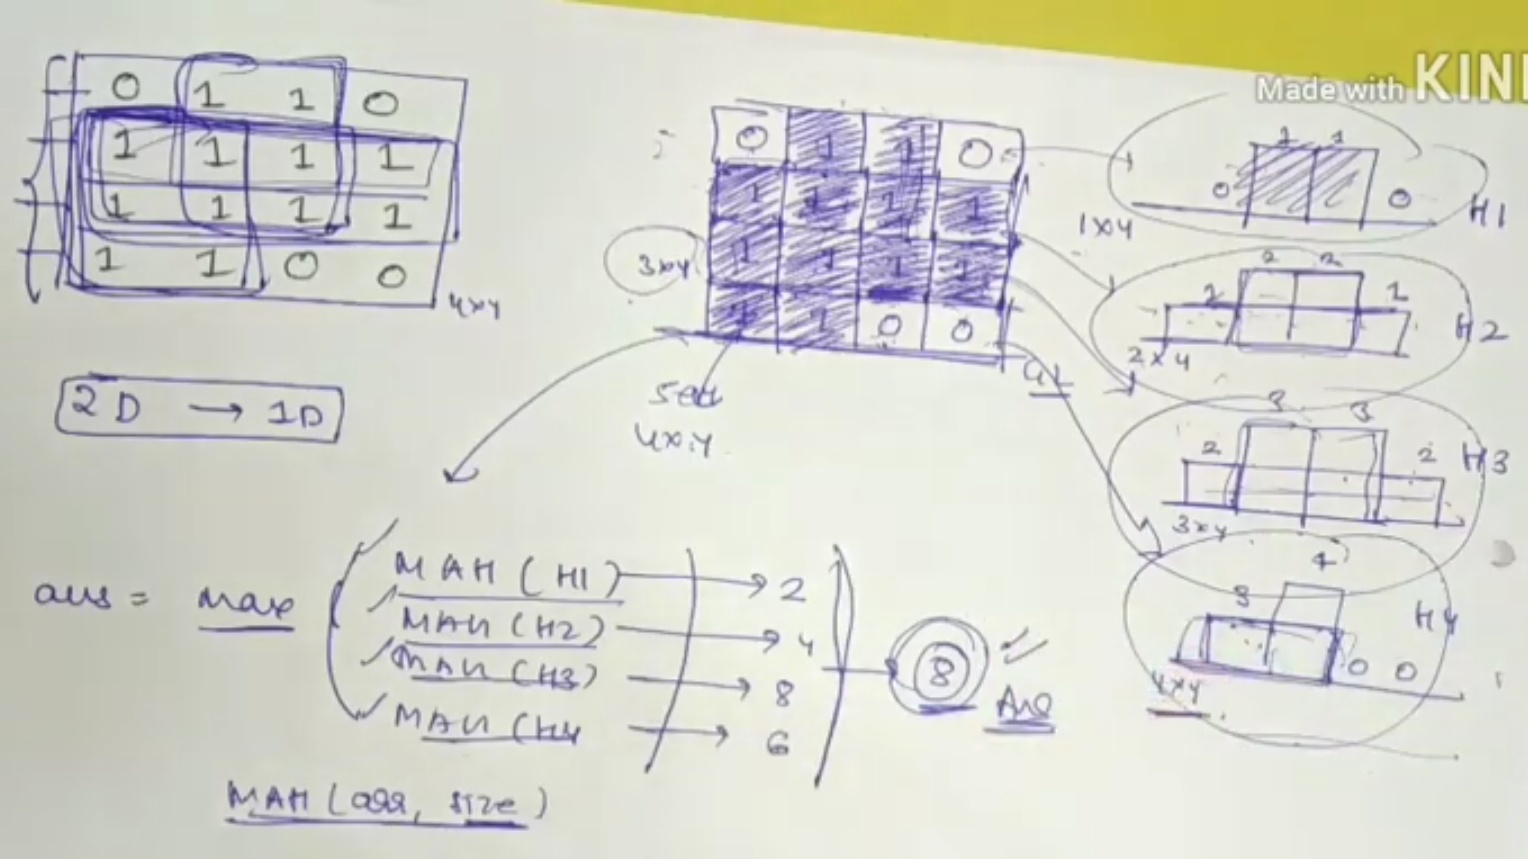 Made with KIN
0 1 1 0
1 1 1 1
1 1 1 1
1 1 0 0
4x4
2D → 1D
0 1 1 0
1 1 1 1
1 1 1 1
1 1 0 0
3x4
4x4
0 1 1 0
1x4
H1
1 2 2 1
2x4
H2
2 3 3 2
3x4
H3
3 4 0 0
4x4
H4
ans = max
MAH (H1) → 2
MAH (H2) → 4
MAH (H3) → 8
MAH (H4 → 6
8
Ans
MAH (arr, size)